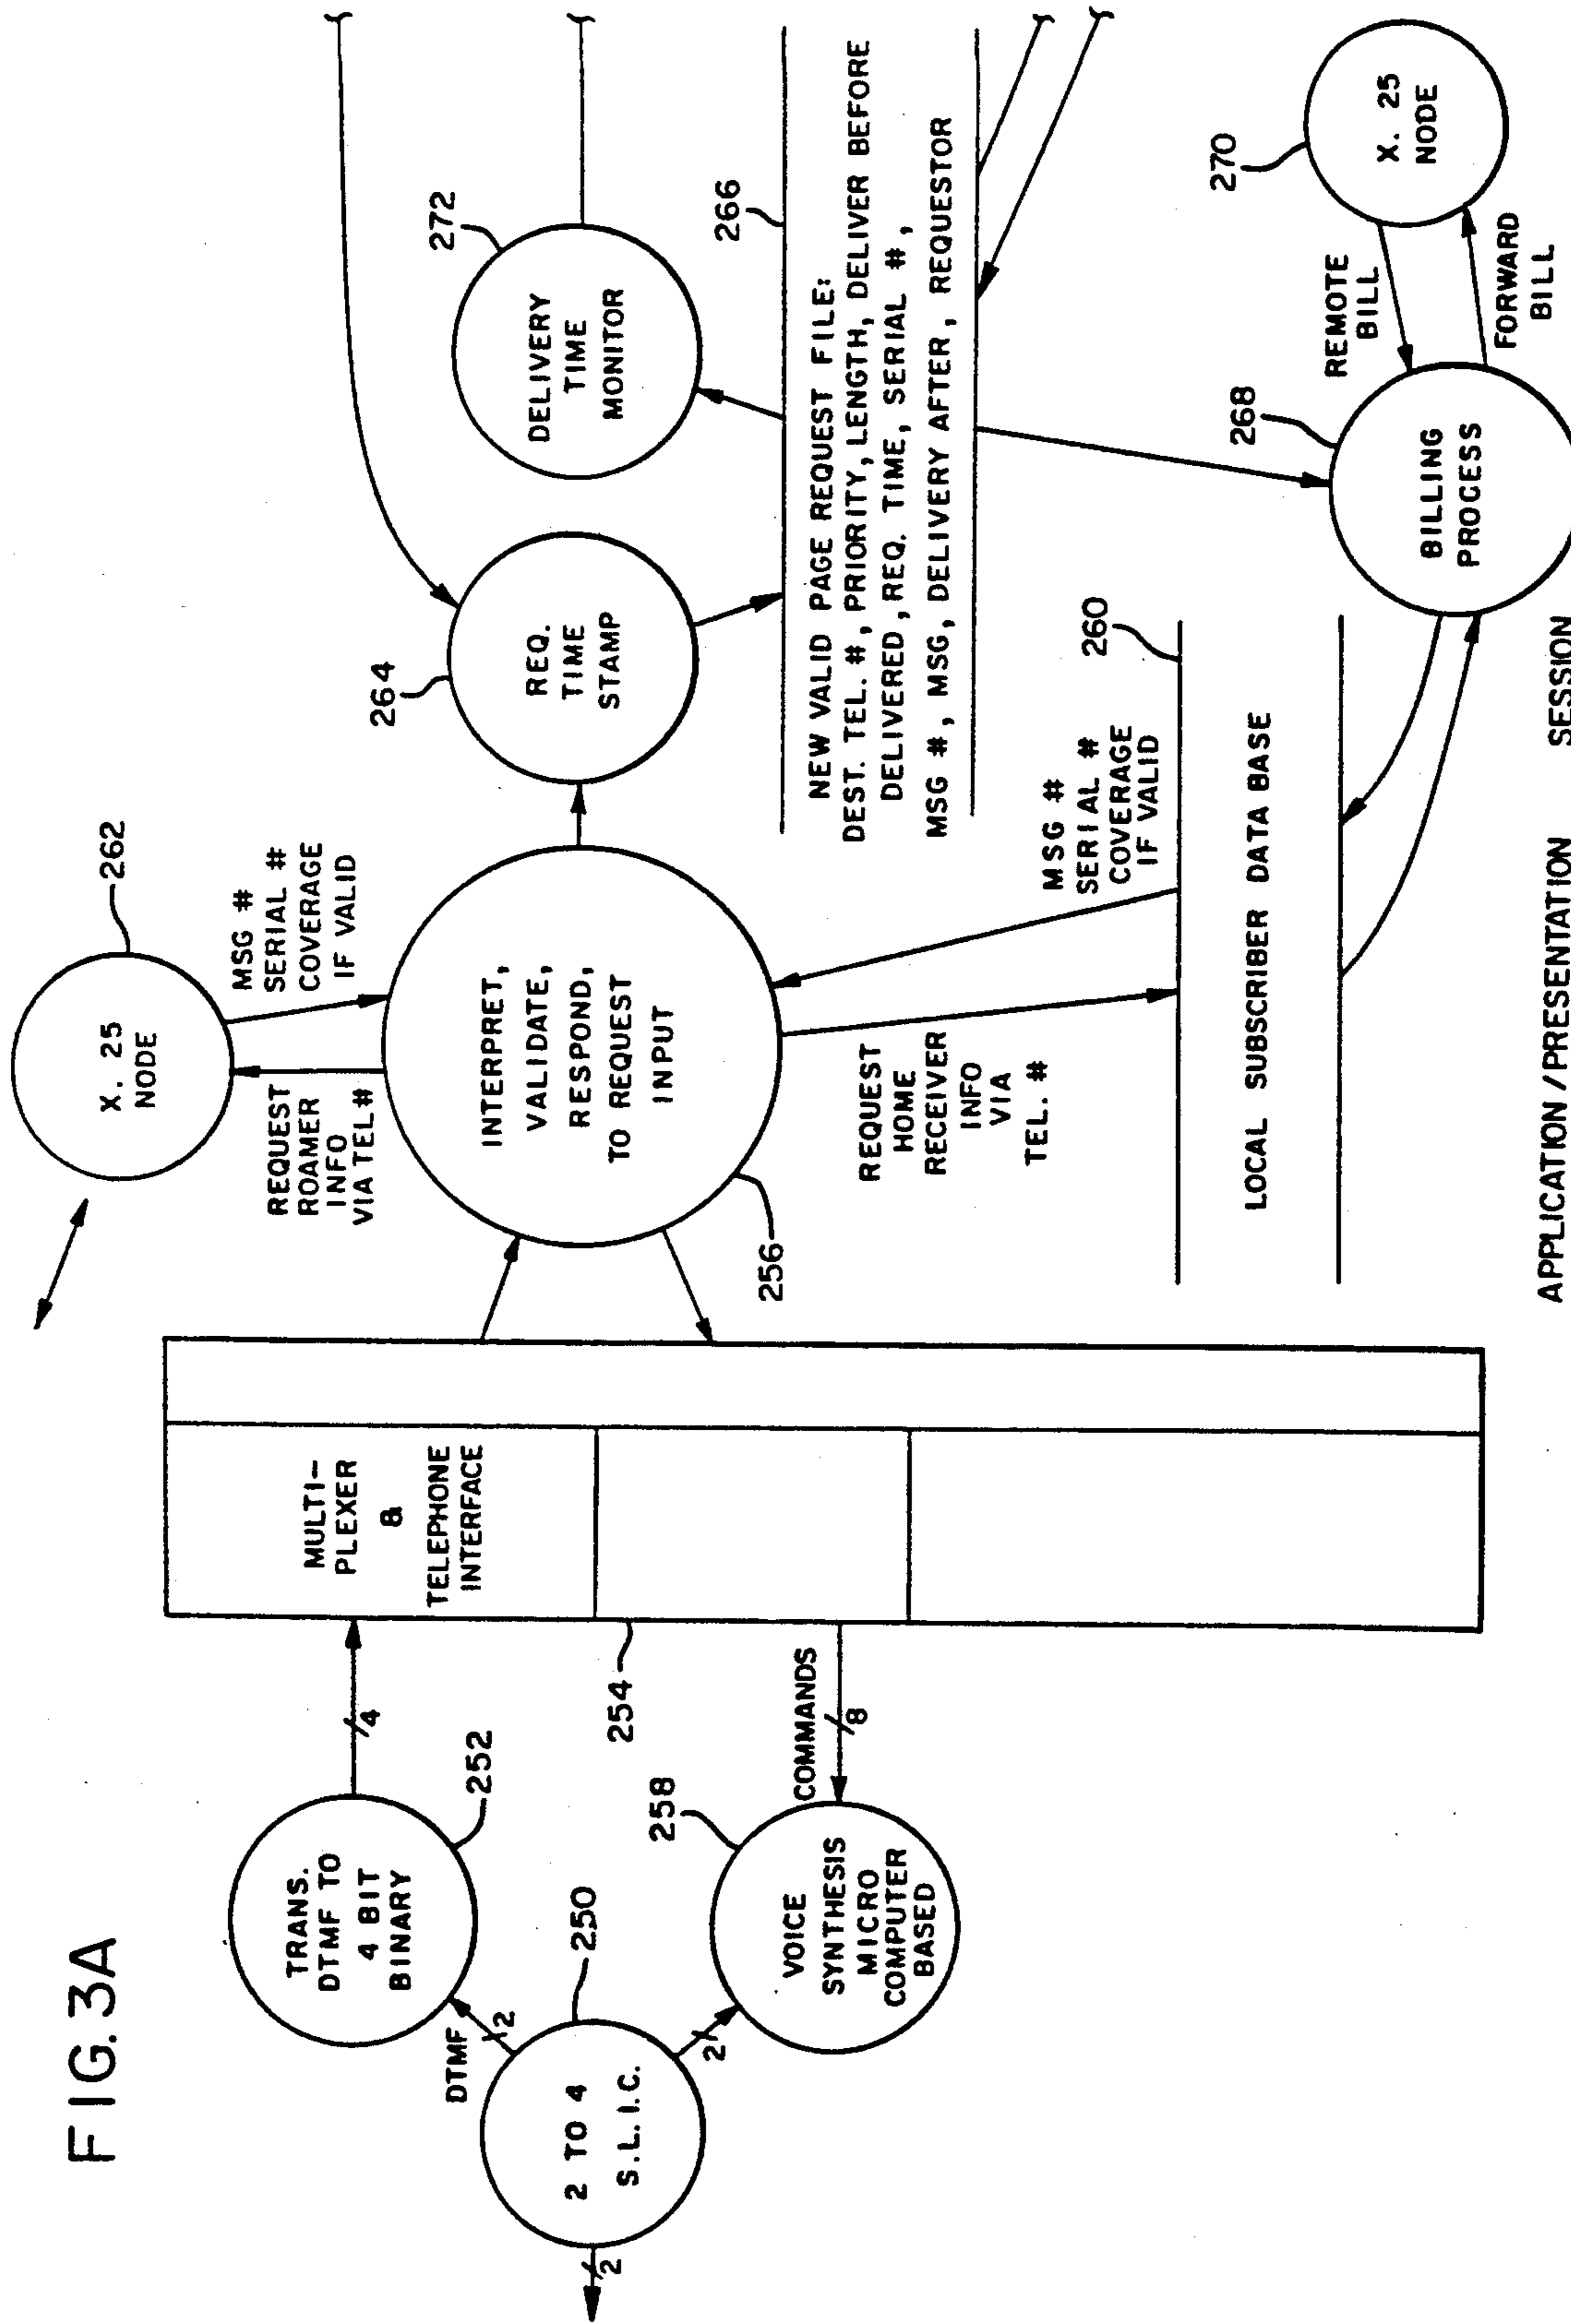 FIG. 3A
2 TO 4
S.L.I.C.
250
2
DTMF
2
2
TRANS.
DTMF TO
4 BIT
BINARY
252
4
VOICE
SYNTHESIS
MICRO
COMPUTER
BASED
258
COMMANDS
8
254
MULTI-
PLEXER
&
TELEPHONE
INTERFACE
X. 25
NODE
262
REQUEST
ROAMER
INFO
VIA TEL#
MSG #
SERIAL #
COVERAGE
IF VALID
INTERPRET,
VALIDATE,
RESPOND,
TO REQUEST
INPUT
256
REQUEST
HOME
RECEIVER
INFO
VIA
TEL. #
MSG #
SERIAL #
COVERAGE
IF VALID
260
LOCAL SUBSCRIBER DATA BASE
264
REQ.
TIME
STAMP
272
DELIVERY
TIME
MONITOR
266
NEW VALID PAGE REQUEST FILE:
DEST. TEL. #, PRIORITY, LENGTH, DELIVER BEFORE
DELIVERED, REQ. TIME, SERIAL #,
MSG #, MSG, DELIVERY AFTER, REQUESTOR
268
BILLING
PROCESS
REMOTE
BILL
FORWARD
BILL
270
X. 25
NODE
APPLICATION/PRESENTATION SESSION